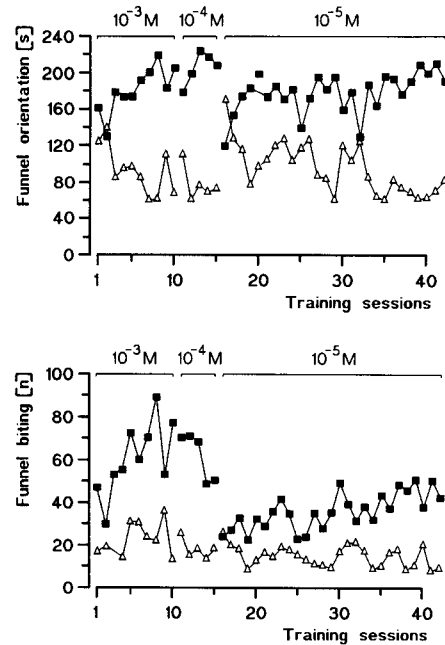 10⁻³M 10⁻⁴M 10⁻⁵M
Funnel orientation [s]
240
200
160
120
80
40
0
1 10 20 30 40
Training sessions
10⁻³M 10⁻⁴M 10⁻⁵M
Funnel biting [n]
100
80
60
40
20
0
1 10 20 30 40
Training sessions